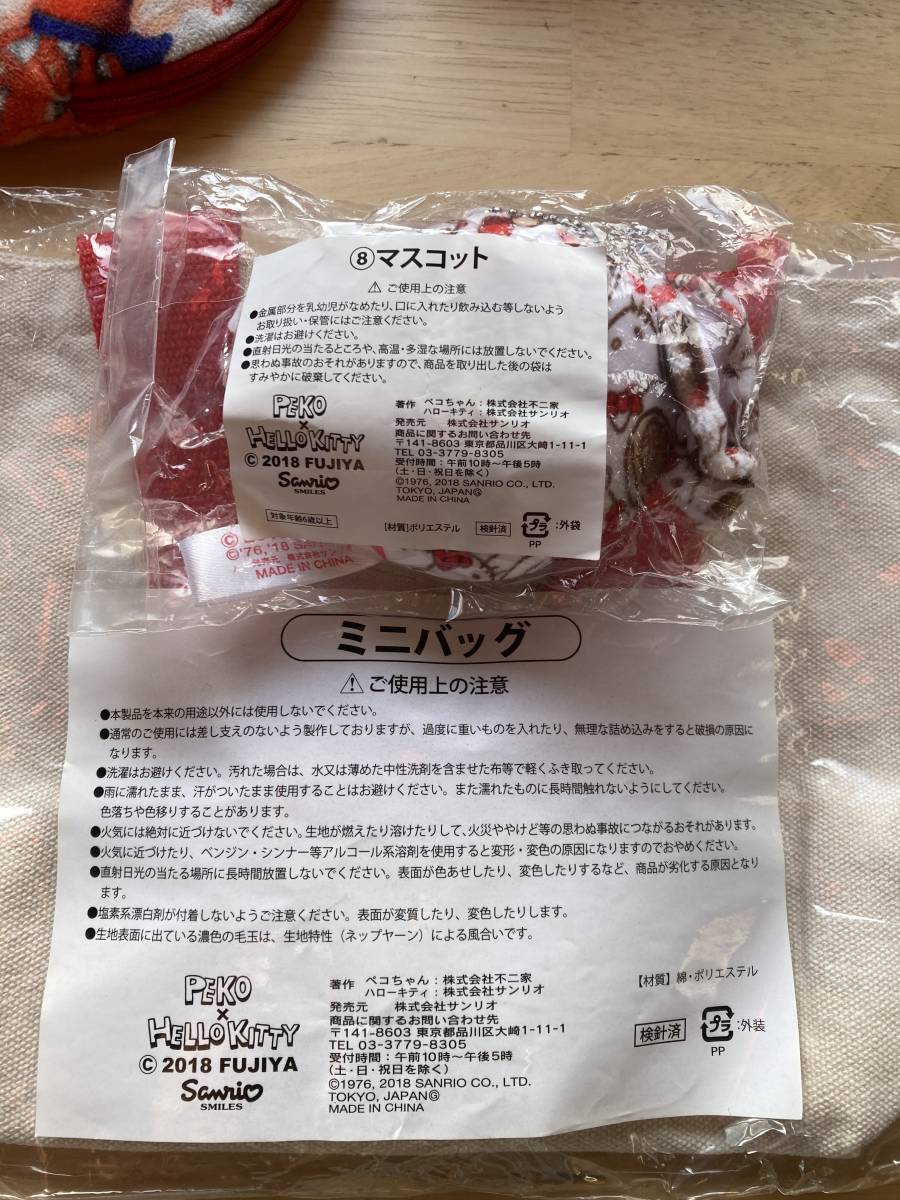 ⑧マスコット
⚠ご使用上の注意
●金属部分を乳幼児がなめたり、口に入れたり飲み込む等しないよう
お取り扱い・保管にはご注意ください。
●洗濯はお避けください。
●直射日光の当たるところや、高温・多湿な場所には放置しないでください。
●思わぬ事故のおそれがありますので、商品を取り出した後の袋は
すみやかに破棄してください。
PEKO
×
HELLO KITTY
© 2018 FUJIYA
Sanrio
SMILES
対象年齢6歳以上
著作 ペコちゃん：株式会社不二家
ハローキティ：株式会社サンリオ
発売元 株式会社サンリオ
商品に関するお問い合わせ先
〒141-8603 東京都品川区大崎1-11-1
TEL 03-3779-8305
受付時間：午前10時〜午後5時
(土・日・祝日を除く)
©1976, 2018 SANRIO CO., LTD.
TOKYO, JAPANⒼ
MADE IN CHINA
[材質]ポリエステル
検針済
プラ：外袋
PP
©'76,'18 SA
発売元 株式会社サンリ
MADE IN CHINA
ミニバッグ
⚠ご使用上の注意
●本製品を本来の用途以外には使用しないでください。
●通常のご使用には差し支えのないよう製作しておりますが、過度に重いものを入れたり、無理な詰め込みをすると破損の原因に
なります。
●洗濯はお避けください。汚れた場合は、水又は薄めた中性洗剤を含ませた布等で軽くふき取ってください。
●雨に濡れたまま、汗がついたまま使用することはお避けください。また濡れたものに長時間触れないようにしてください。
色落ちや色移りすることがあります。
●火気には絶対に近づけないでください。生地が燃えたり溶けたりして、火災ややけど等の思わぬ事故につながるおそれがあります。
●火気に近づけたり、ベンジン・シンナー等アルコール系溶剤を使用すると変形・変色の原因になりますのでおやめください。
●直射日光の当たる場所に長時間放置しないでください。表面が色あせしたり、変色したりするなど、商品が劣化する原因となり
ます。
●塩素系漂白剤が付着しないようご注意ください。表面が変質したり、変色したりします。
●生地表面に出ている濃色の毛玉は、生地特性（ネップヤーン）による風合いです。
PEKO
×
HELLO KITTY
© 2018 FUJIYA
Sanrio
SMILES
著作 ペコちゃん：株式会社不二家
ハローキティ：株式会社サンリオ
発売元 株式会社サンリオ
商品に関するお問い合わせ先
〒141-8603 東京都品川区大崎1-11-1
TEL 03-3779-8305
受付時間：午前10時〜午後5時
(土・日・祝日を除く)
©1976, 2018 SANRIO CO., LTD.
TOKYO, JAPANⒼ
MADE IN CHINA
【材質】綿・ポリエステル
検針済
プラ：外装
PP